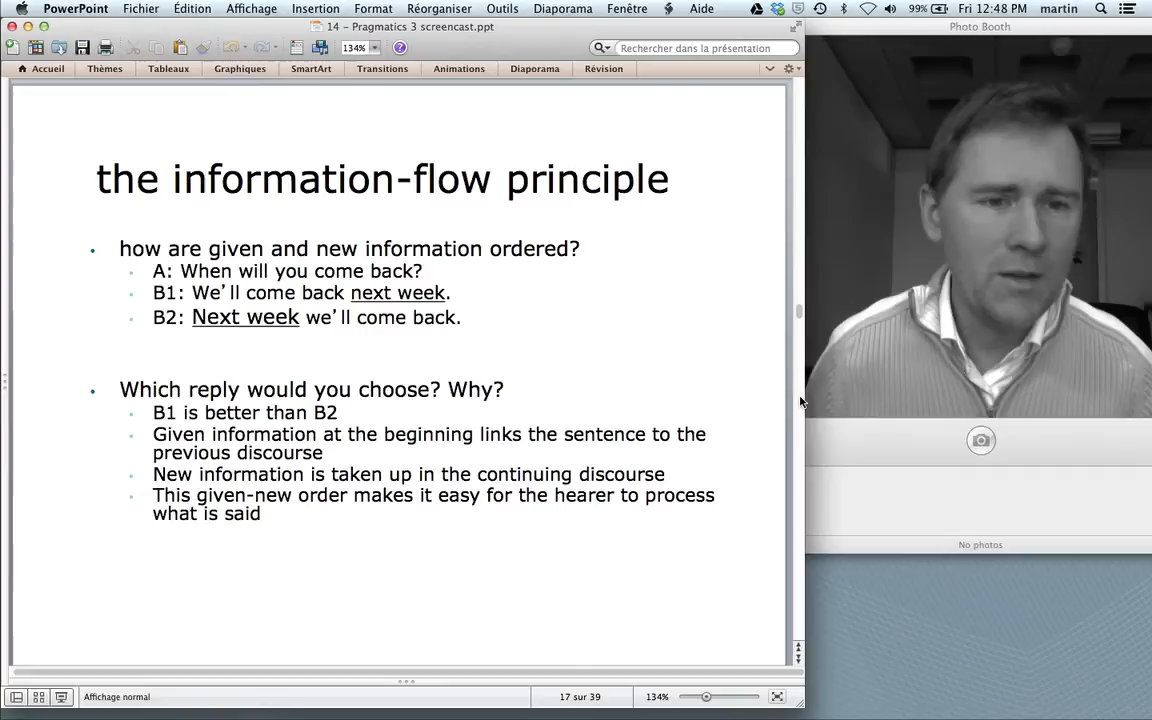 PowerPoint Fichier Édition Affichage Insertion Format Réorganiser Outils Diaporama Fenêtre Aide 99% Fri 12:48 PM martin
14 – Pragmatics 3 screencast.ppt
Photo Booth
134% Rechercher dans la présentation
Accueil Thèmes Tableaux Graphiques SmartArt Transitions Animations Diaporama Révision
the information-flow principle
• how are given and new information ordered?
• A: When will you come back?
• B1: We'll come back next week.
• B2: Next week we'll come back.
• Which reply would you choose? Why?
• B1 is better than B2
• Given information at the beginning links the sentence to the
previous discourse
• New information is taken up in the continuing discourse
• This given-new order makes it easy for the hearer to process
what is said
No photos
Affichage normal 17 sur 39 134%